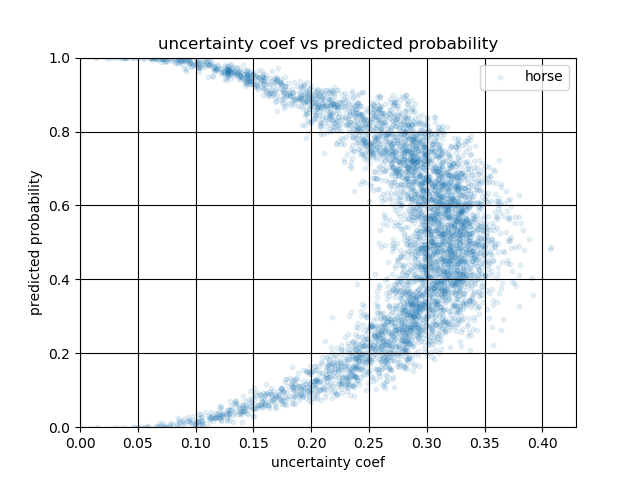 uncertainty coef vs predicted probability
horse
predicted probability
1.0
0.8
0.6
0.4
0.2
0.0
0.00 0.05 0.10 0.15 0.20 0.25 0.30 0.35 0.40
uncertainty coef